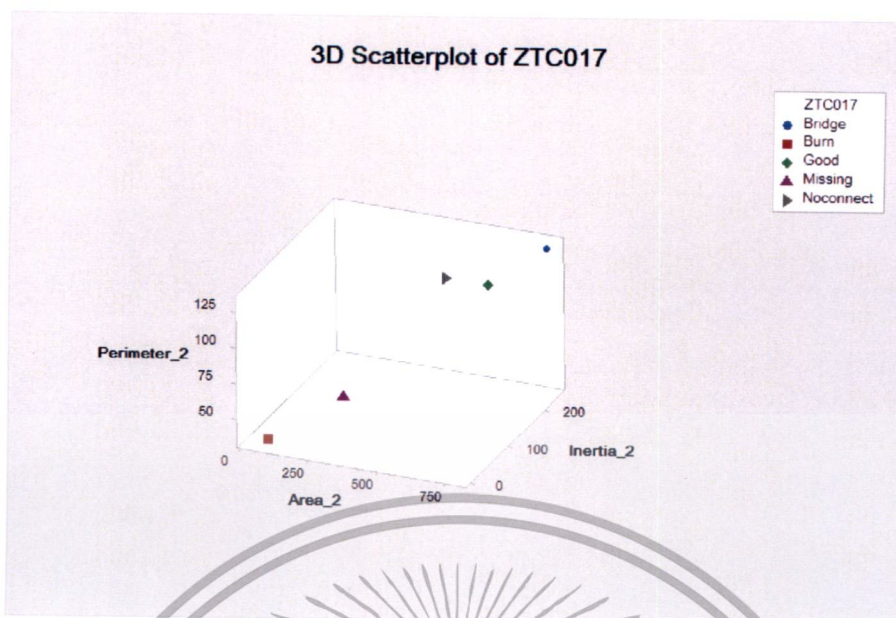 3D Scatterplot of ZTC017
ZTC017
Bridge
Burn
Good
Missing
Noconnect
125
100
75
50
Perimeter_2
0
250
500
750
Area_2
0
100
200
Inertia_2